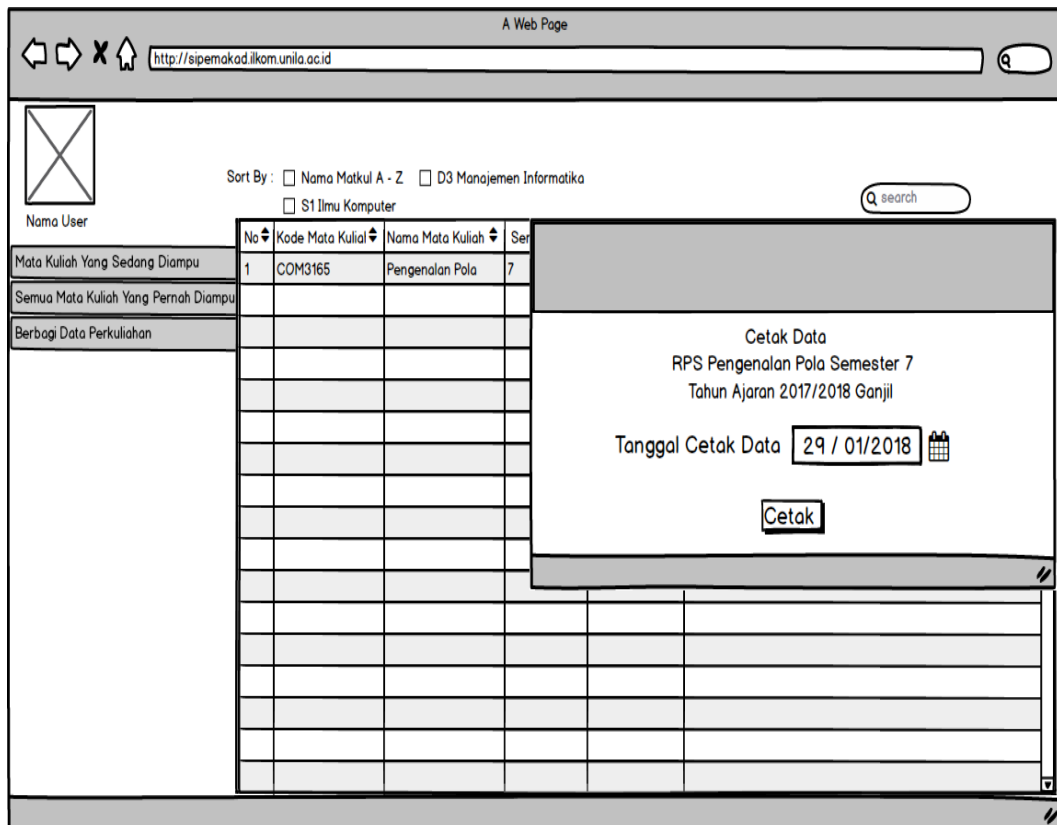 A Web Page
http://sipemakad.ilkom.unila.ac.id
Sort By : Nama Matkul A - Z D3 Manajemen Informatika
S1 Ilmu Komputer
search
Nama User
Mata Kuliah Yang Sedang Diampu
Semua Mata Kuliah Yang Pernah Diampu
Berbagi Data Perkuliahan
No Kode Mata Kulial Nama Mata Kuliah Ser
1 COM3165 Pengenalan Pola 7
Cetak Data
RPS Pengenalan Pola Semester 7
Tahun Ajaran 2017/2018 Ganjil
Tanggal Cetak Data 29 / 01/2018
Cetak